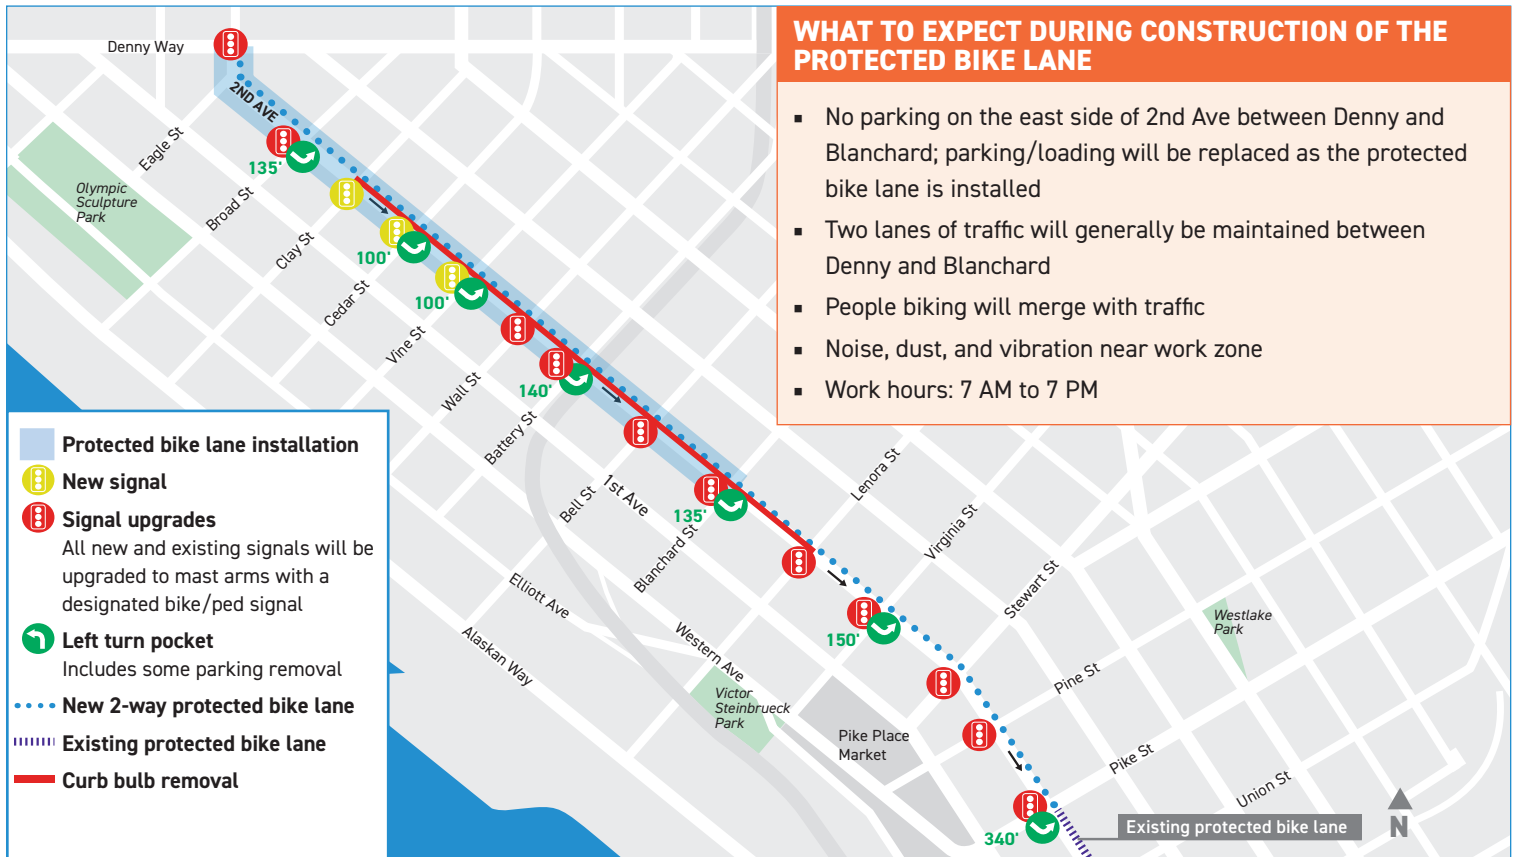 WHAT TO EXPECT DURING CONSTRUCTION OF THE
PROTECTED BIKE LANE
▪ No parking on the east side of 2nd Ave between Denny and
Blanchard; parking/loading will be replaced as the protected
bike lane is installed
▪ Two lanes of traffic will generally be maintained between
Denny and Blanchard
▪ People biking will merge with traffic
▪ Noise, dust, and vibration near work zone
▪ Work hours: 7 AM to 7 PM
Denny Way
2ND AVE
Eagle St
135'
Olympic
Sculpture
Park
Broad St
Clay St
100'
Cedar St
100'
Vine St
Wall St
140'
Battery St
Bell St
1st Ave
135'
Blanchard St
Lenora St
Virginia St
Stewart St
Elliott Ave
Alaskan Way
Western Ave
150'
Westlake
Park
Pine St
Victor
Steinbrueck
Park
Pike Place
Market
Pike St
Union St
340'
Existing protected bike lane
N
Protected bike lane installation
New signal
Signal upgrades
All new and existing signals will be
upgraded to mast arms with a
designated bike/ped signal
Left turn pocket
Includes some parking removal
New 2-way protected bike lane
Existing protected bike lane
Curb bulb removal